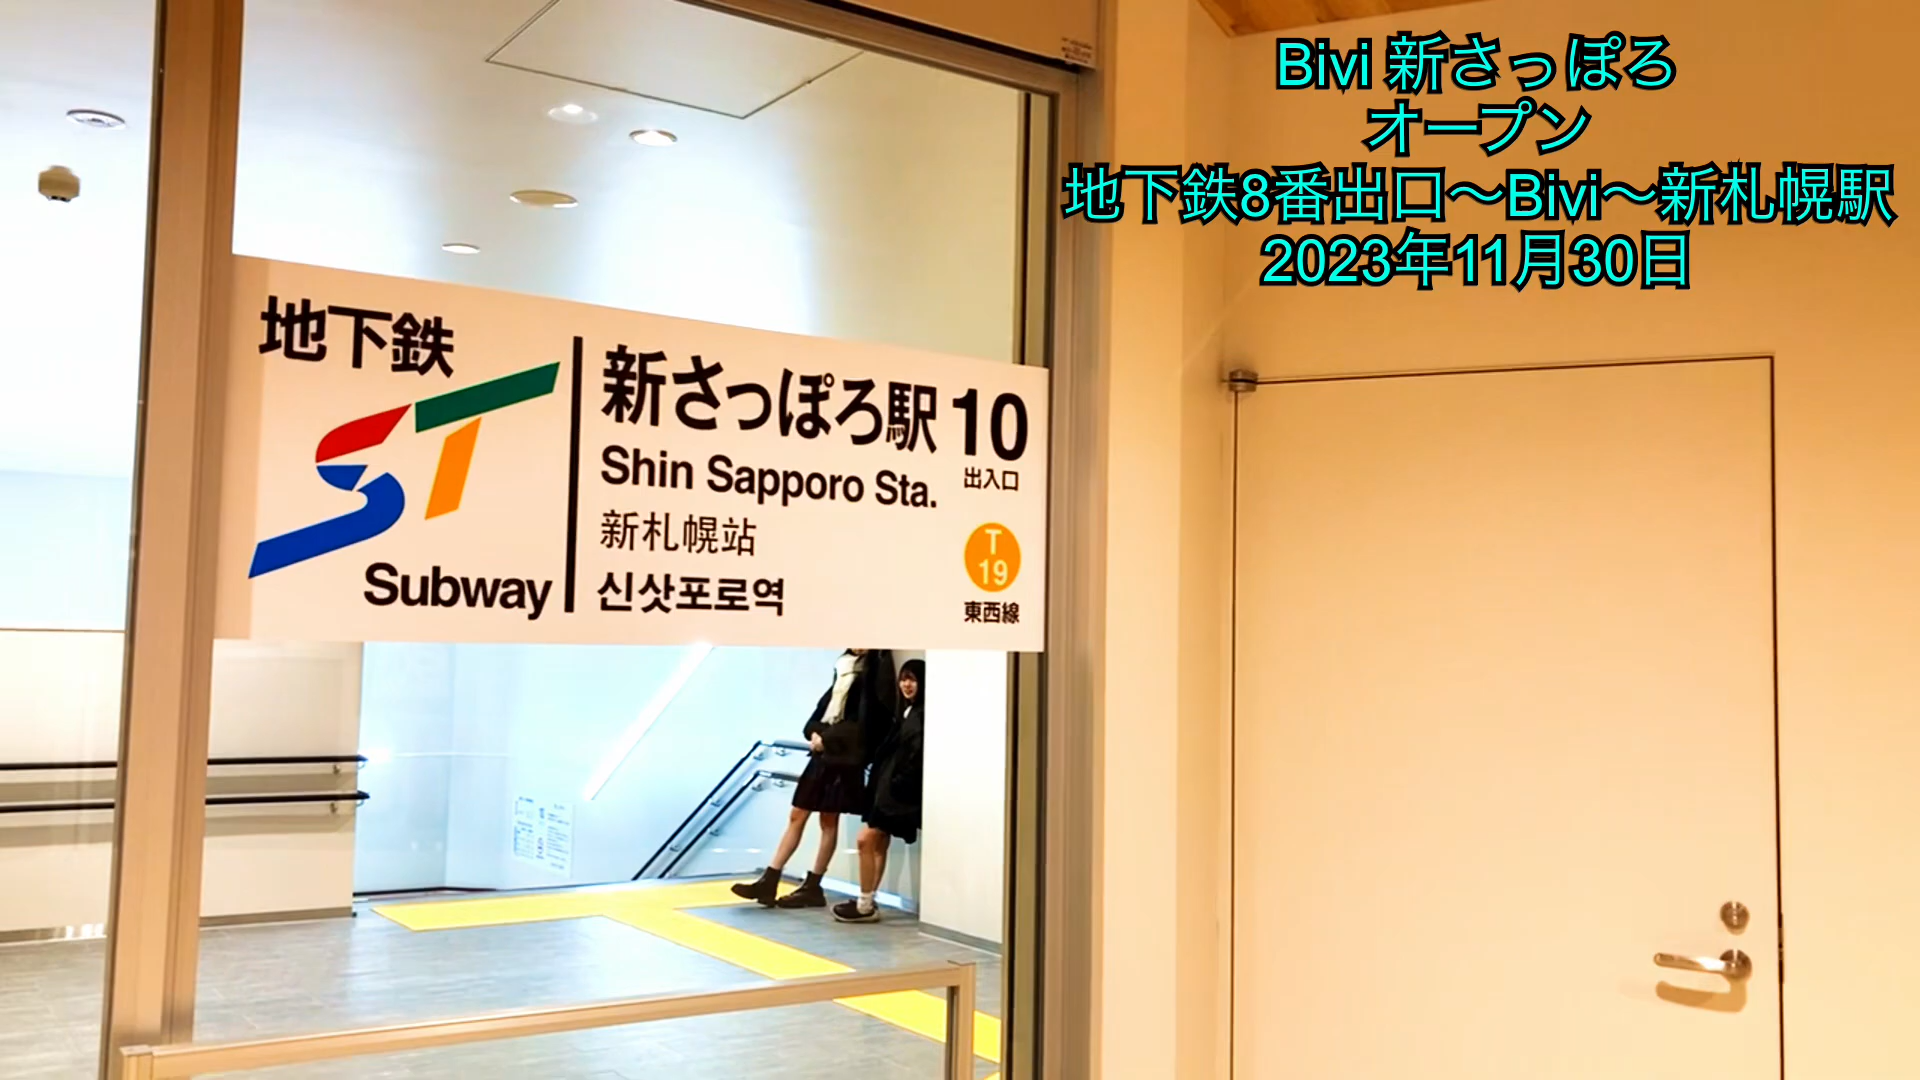 Bivi 新さっぽろ
オープン
地下鉄8番出口～Bivi～新札幌駅
2023年11月30日
地下鉄
ST
Subway
新さっぽろ駅
Shin Sapporo Sta.
新札幌站
신삿포로역
10
出入口
T
19
東西線